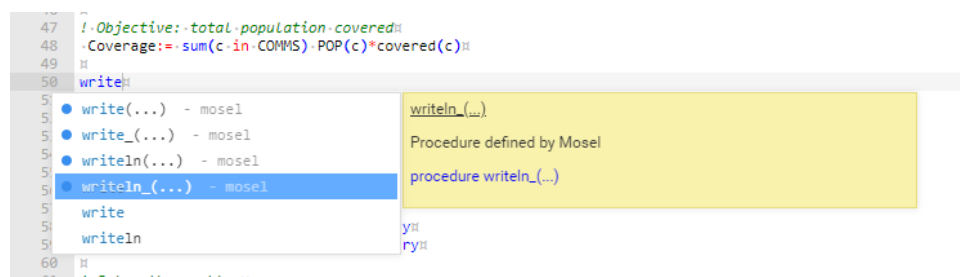 47 !·Objective:·total·population·covered¤
48 ·Coverage:=·sum(c·in·COMMS)·POP(c)*covered(c)¤
49 ¤
50 write¤
write(...) - mosel
write_(...) - mosel
writeln(...) - mosel
writeln_(...) - mosel
write
writeln
writeln_(...)
Procedure defined by Mosel
procedure writeln_(...)
y¤
ry¤
60 ¤